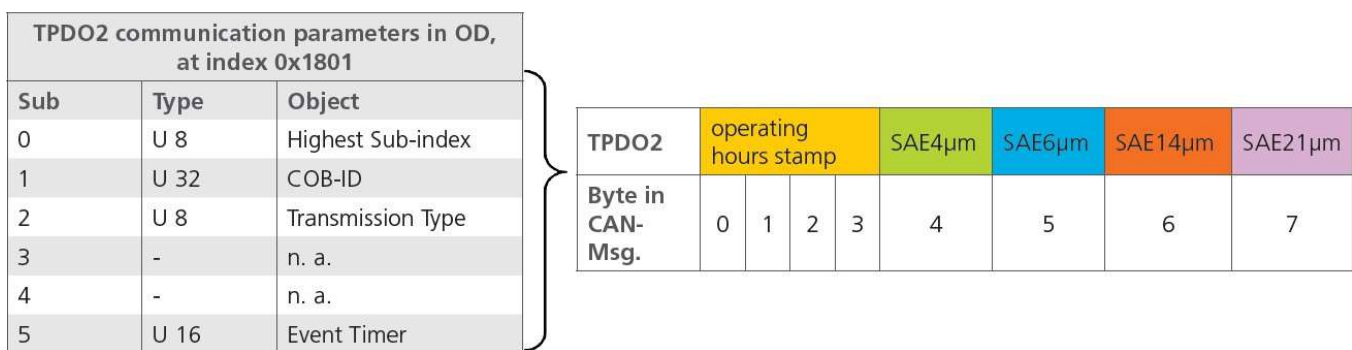 TPDO2 communication parameters in OD,
at index 0x1801
Sub Type Object
0 U 8 Highest Sub-index
1 U 32 COB-ID
2 U 8 Transmission Type
3 - n. a.
4 - n. a.
5 U 16 Event Timer
TPDO2 operating hours stamp SAE4µm SAE6µm SAE14µm SAE21µm
Byte in
CAN-
Msg.
0 1 2 3 4 5 6 7